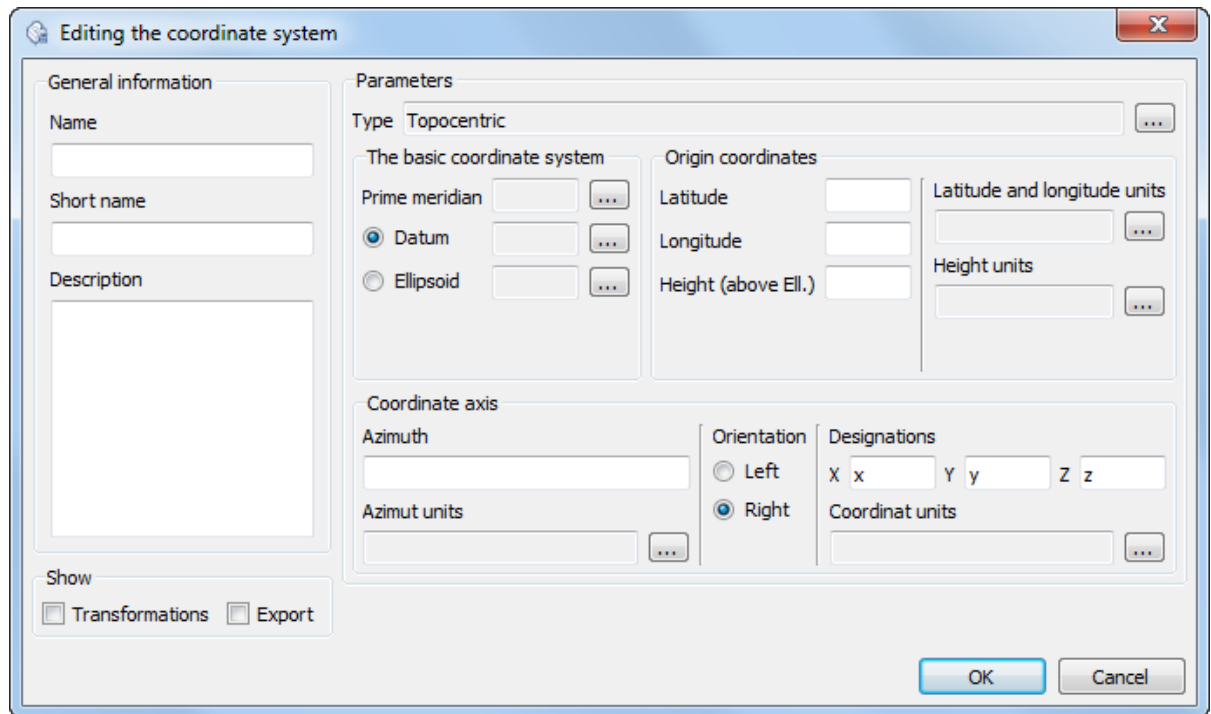 Editing the coordinate system
General information
Name
Short name
Description
Show
Transformations Export
Parameters
Type Topocentric ...
The basic coordinate system
Prime meridian ...
Datum ...
Ellipsoid ...
Origin coordinates
Latitude
Longitude
Height (above Ell.)
Latitude and longitude units
...
Height units
...
Coordinate axis
Azimuth
Azimut units
...
Orientation
Left
Right
Designations
X x Y y Z z
Coordinat units
...
OK Cancel